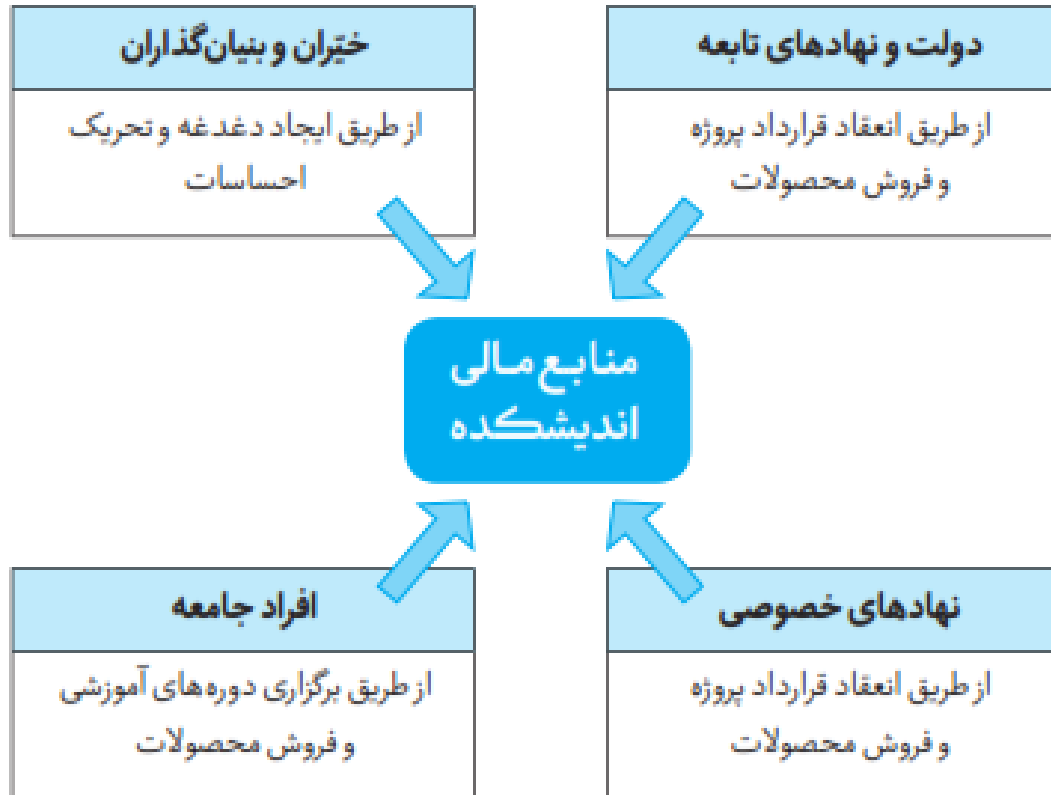 دولت و نهادهای تابعه
از طریق انعقاد قرارداد پروژه
و فروش محصولات
خیّران و بنیان‌گذاران
از طریق ایجاد دغدغه و تحریک
احساسات
منابع مالی
اندیشکده
نهادهای خصوصی
از طریق انعقاد قرارداد پروژه
و فروش محصولات
افراد جامعه
از طریق برگزاری دوره‌های آموزشی
و فروش محصولات